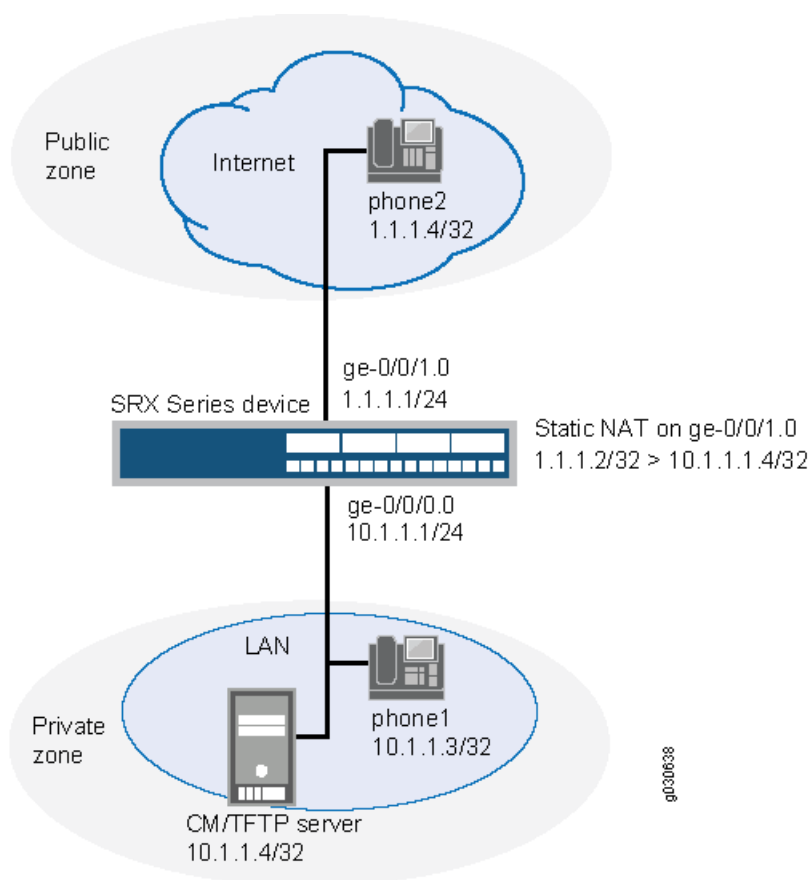 Public
zone
Internet
phone2
1.1.1.4/32
ge-0/0/1.0
1.1.1.1/24
SRX Series device
Static NAT on ge-0/0/1.0
1.1.1.2/32 > 10.1.1.1.4/32
ge-0/0/0.0
10.1.1.1/24
LAN
phone1
10.1.1.3/32
Private
zone
CM/TFTP server
10.1.1.4/32
g030638